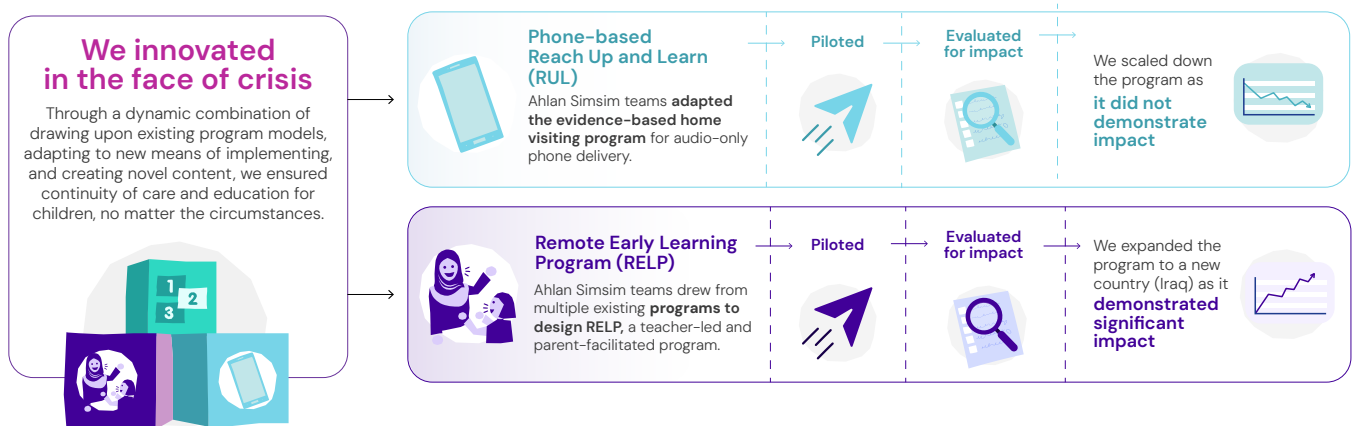 We innovated
in the face of crisis
Through a dynamic combination of
drawing upon existing program models,
adapting to new means of implementing,
and creating novel content, we ensured
continuity of care and education for
children, no matter the circumstances.
1
2
3
Phone-based
Reach Up and Learn
(RUL)
Ahlan Simsim teams adapted
the evidence-based home
visiting program for audio-only
phone delivery.
Piloted
Evaluated
for impact
We scaled down
the program as
it did not
demonstrate
impact
Remote Early Learning
Program (RELP)
Ahlan Simsim teams drew from
multiple existing programs to
design RELP, a teacher-led and
parent-facilitated program.
Piloted
Evaluated
for impact
We expanded the
program to a new
country (Iraq) as it
demonstrated
significant
impact